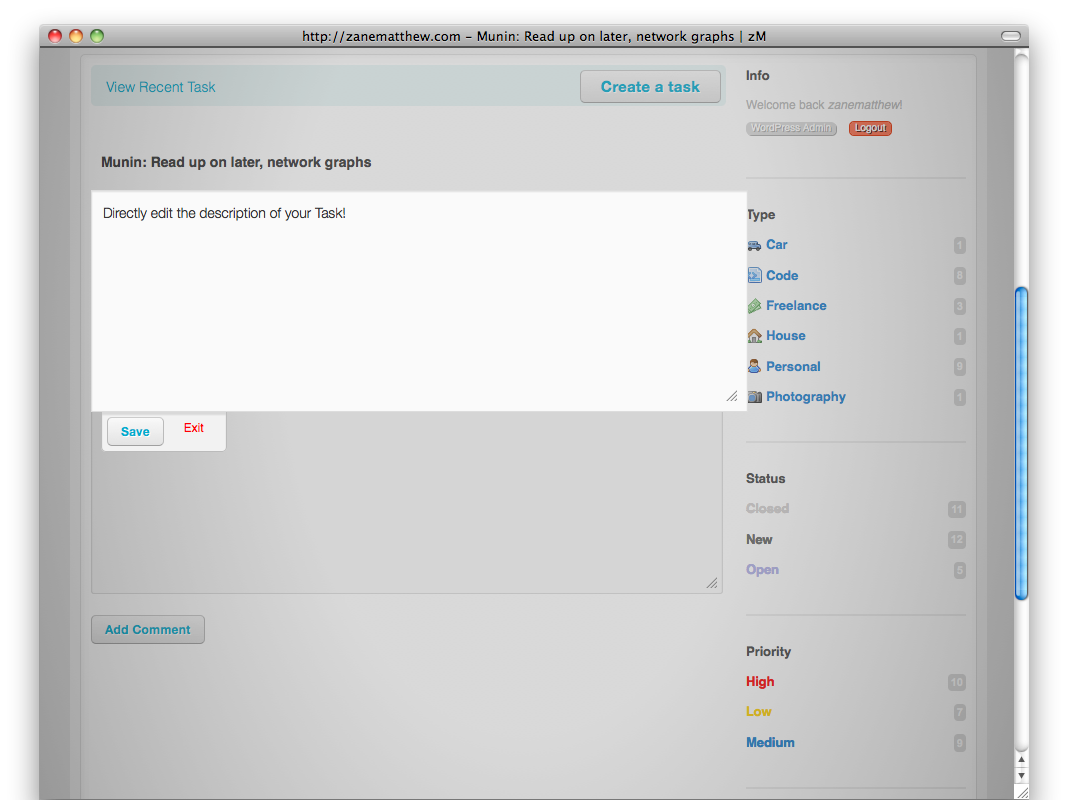 http://zanematthew.com – Munin: Read up on later, network graphs | zM
View Recent Task
Create a task
Munin: Read up on later, network graphs
Directly edit the description of your Task!
Save
Exit
Add Comment
Info
Welcome back zanematthew!
WordPress Admin
Logout
Type
Car 1
Code 8
Freelance 3
House 1
Personal 9
Photography 1
Status
Closed 11
New 12
Open 5
Priority
High 10
Low 7
Medium 9